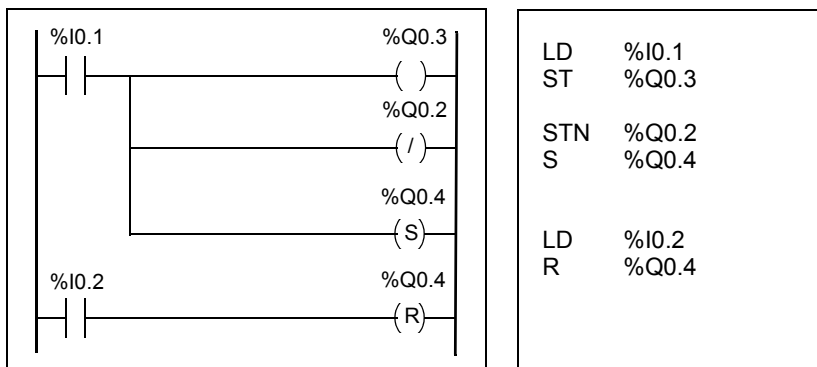 %I0.1 %Q0.3
( )
%Q0.2
( / )
%Q0.4
(S)
%I0.2 %Q0.4
(R)
LD %I0.1
ST %Q0.3
STN %Q0.2
S %Q0.4
LD %I0.2
R %Q0.4